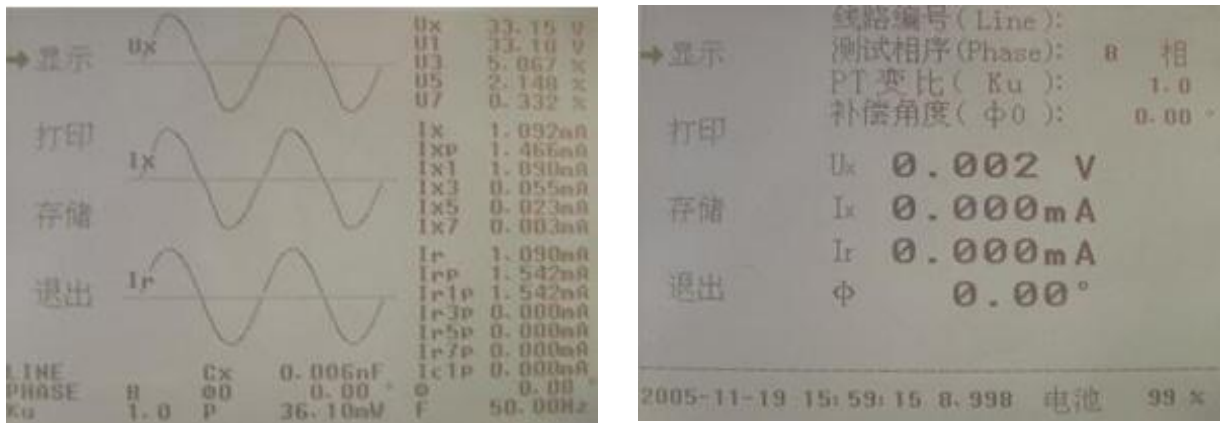 显示
打印
存储
退出
Ux
Ix
Ir
Ux 33.15 V
U1 33.10 V
U3 5.067 %
U5 2.148 %
U7 0.332 %
Ix 1.092mA
Ixp 1.466mA
Ix1 1.090mA
Ix3 0.055mA
Ix5 0.023mA
Ix7 0.003mA
Ir 1.090mA
Irp 1.542mA
Ir1p 1.542mA
Ir3p 0.000mA
Ir5p 0.000mA
Ir7p 0.000mA
LINE Cx 0.006nF Ic1p 0.000mA
PHASE B Φ0 0.00 ° Φ 0.00 °
Ku 1.0 P 36.10mW F 50.00Hz
线路编号(Line):
显示 测试相序(Phase): B 相
PT变比( Ku ): 1.0
打印 补偿角度( Φ0 ): 0.00 °
Ux 0.002 V
存储 Ix 0.000mA
Ir 0.000mA
退出 Φ 0.00°
2005-11-19 15:59:15 8.998 电池 99 %